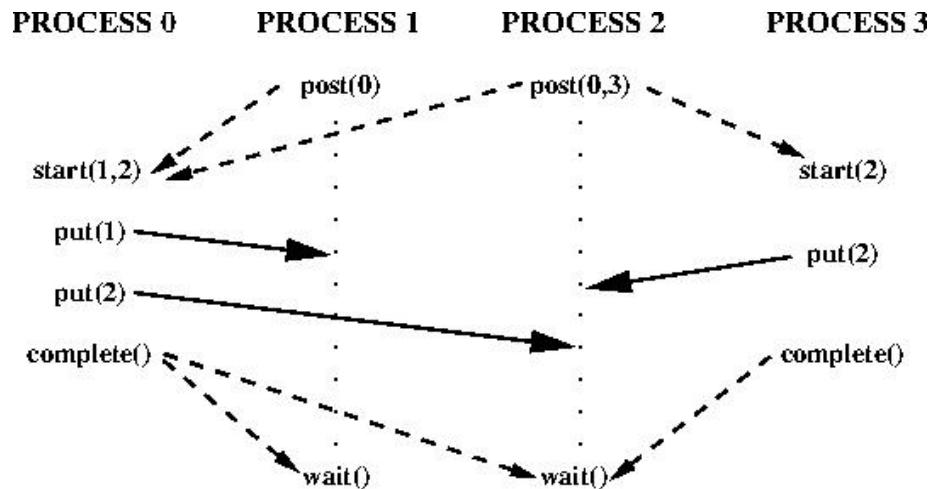 PROCESS 0 PROCESS 1 PROCESS 2 PROCESS 3
post(0) post(0,3)
start(1,2) start(2)
put(1)
put(2)
put(2)
complete() complete()
wait() wait()